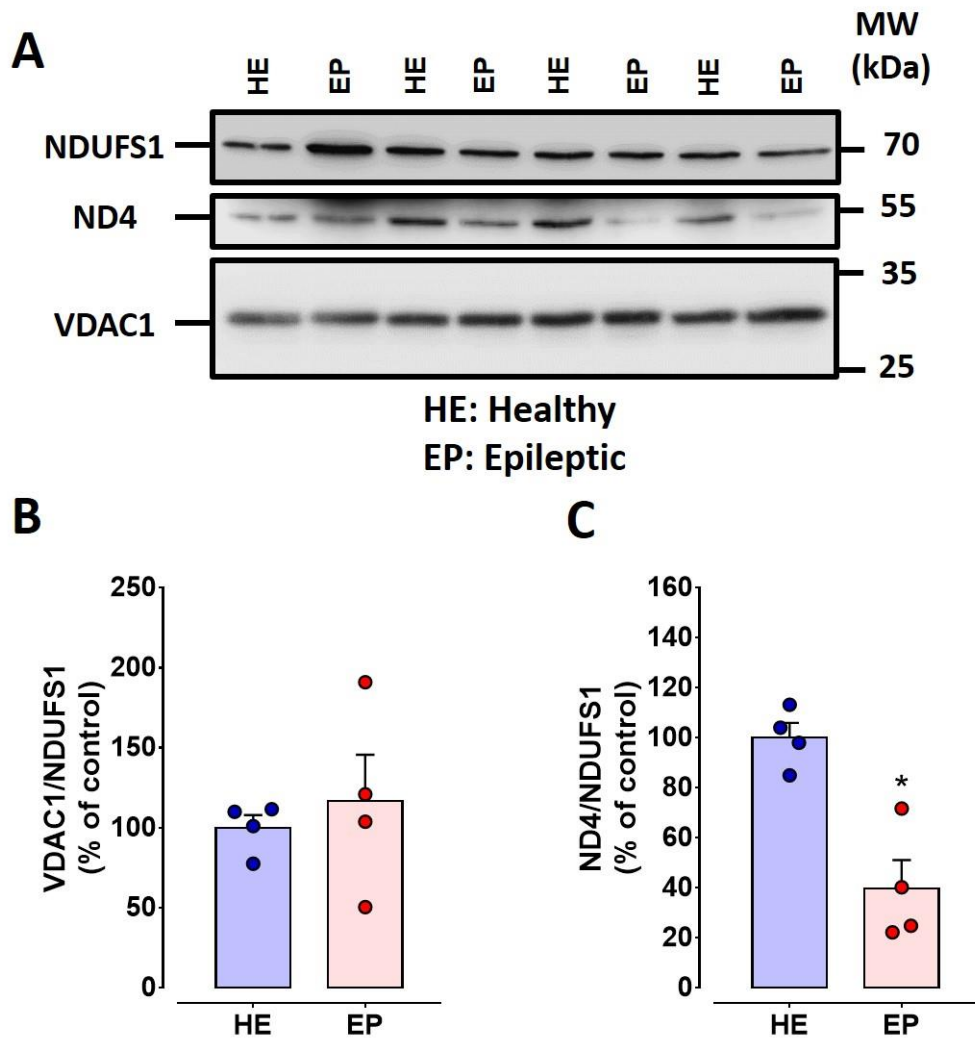 A
MW
(kDa)
HE EP HE EP HE EP HE EP
NDUFS1
70
ND4
55
VDAC1
35
25
HE: Healthy
EP: Epileptic
B
VDAC1/NDUFS1
(% of control)
250
200
150
100
50
0
HE EP
C
ND4/NDUFS1
(% of control)
160
140
120
100
80
60
40
20
0
*
HE EP